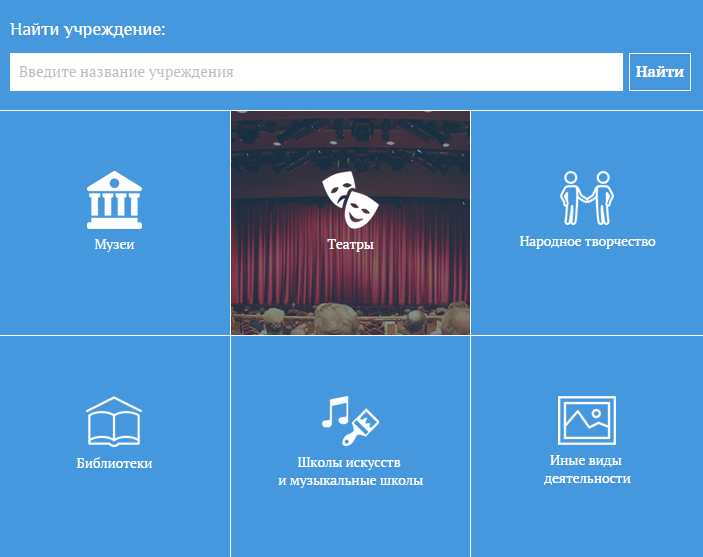 Найти учреждение:
Введите название учреждения
Найти
Музеи
Театры
Народное творчество
Библиотеки
Школы искусств
и музыкальные школы
Иные виды
деятельности